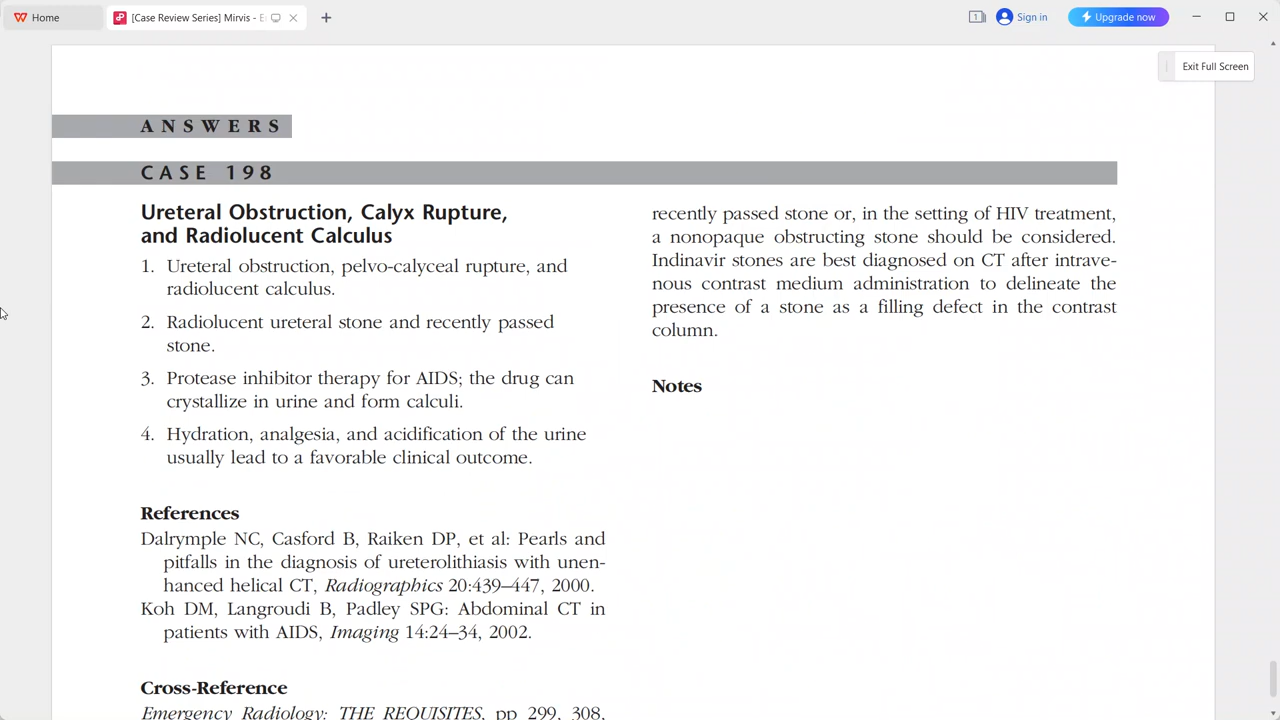 Home
[Case Review Series] Mirvis - E
1
Sign in
Upgrade now
Exit Full Screen
ANSWERS
CASE 198
Ureteral Obstruction, Calyx Rupture,
and Radiolucent Calculus
1. Ureteral obstruction, pelvo-calyceal rupture, and
radiolucent calculus.
2. Radiolucent ureteral stone and recently passed
stone.
3. Protease inhibitor therapy for AIDS; the drug can
crystallize in urine and form calculi.
4. Hydration, analgesia, and acidification of the urine
usually lead to a favorable clinical outcome.
References
Dalrymple NC, Casford B, Raiken DP, et al: Pearls and
pitfalls in the diagnosis of ureterolithiasis with unen-
hanced helical CT, Radiographics 20:439–447, 2000.
Koh DM, Langroudi B, Padley SPG: Abdominal CT in
patients with AIDS, Imaging 14:24–34, 2002.
Cross-Reference
Emergency Radiology: THE REQUISITES, pp 299, 308,
recently passed stone or, in the setting of HIV treatment,
a nonopaque obstructing stone should be considered.
Indinavir stones are best diagnosed on CT after intrave-
nous contrast medium administration to delineate the
presence of a stone as a filling defect in the contrast
column.
Notes